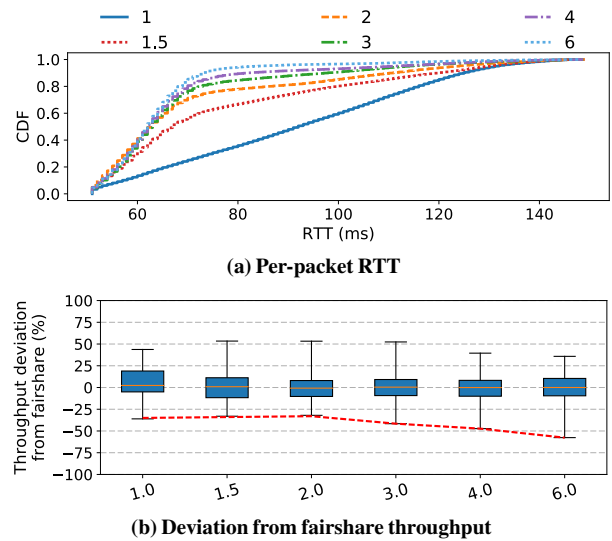 1 2 4
1.5 3 6
1.0
0.8
0.6
0.4
0.2
0.0
CDF
60 80 100 120 140
RTT (ms)
(a) Per-packet RTT
100
75
50
25
0
−25
−50
−75
−100
Throughput deviation
from fairshare (%)
1.0 1.5 2.0 3.0 4.0 6.0
(b) Deviation from fairshare throughput